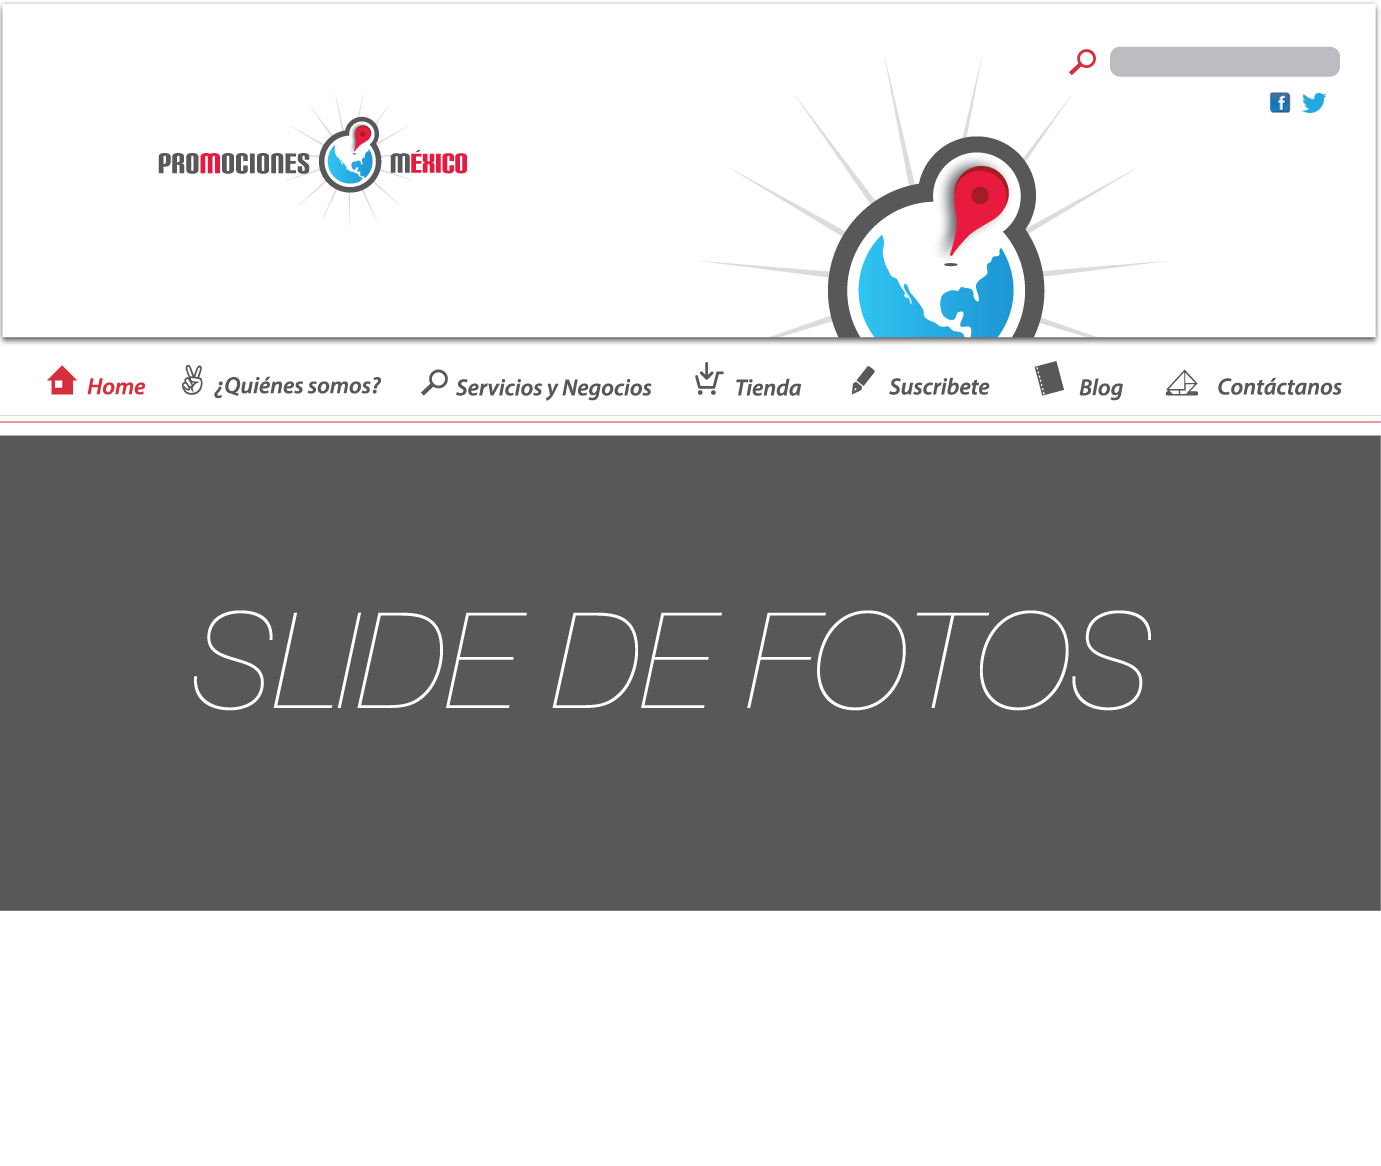 PROMOCIONES MÉXICO
Home ¿Quiénes somos? Servicios y Negocios Tienda Suscribete Blog Contáctanos
SLIDE DE FOTOS